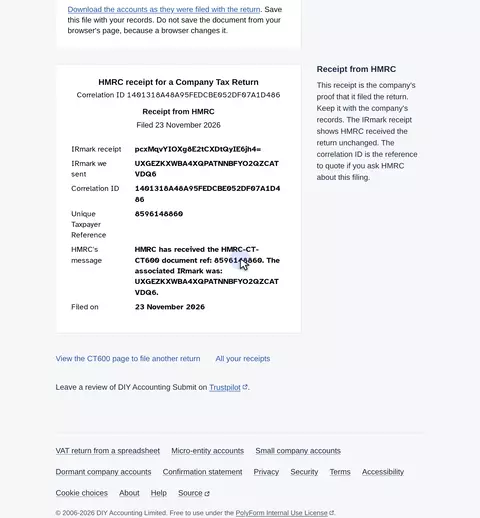 Download the accounts as they were filed with the return. Save
this file with your records. Do not save the document from your
browser's page, because a browser changes it.
HMRC receipt for a Company Tax Return
Correlation ID 1401318A48A95FEDCBE052DF07A1D486
Receipt from HMRC
Filed 23 November 2026
IRmark receipt
pcxMqvYIOXg8E2tCXDtQyIE6jh4=
IRmark we
sent
UXGEZKXWBA4XQPATNNBFYO2QZCAT
VDQ6
Correlation ID
1401318A48A95FEDCBE052DF07A1D4
86
Unique
Taxpayer
Reference
8596148860
HMRC's
message
HMRC has received the HMRC-CT-
CT600 document ref: 8596148860. The
associated IRmark was:
UXGEZKXWBA4XQPATNNBFYO2QZCAT
VDQ6.
Filed on
23 November 2026
Receipt from HMRC
This receipt is the company's
proof that it filed the return.
Keep it with the company's
records. The IRmark receipt
shows HMRC received the
return unchanged. The
correlation ID is the reference
to quote if you ask HMRC
about this filing.
View the CT600 page to file another return
All your receipts
Leave a review of DIY Accounting Submit on Trustpilot.
VAT return from a spreadsheet
Micro-entity accounts
Small company accounts
Dormant company accounts
Confirmation statement
Privacy
Security
Terms
Accessibility
Cookie choices
About
Help
Source
© 2006-2026 DIY Accounting Limited. Free to use under the PolyForm Internal Use License.